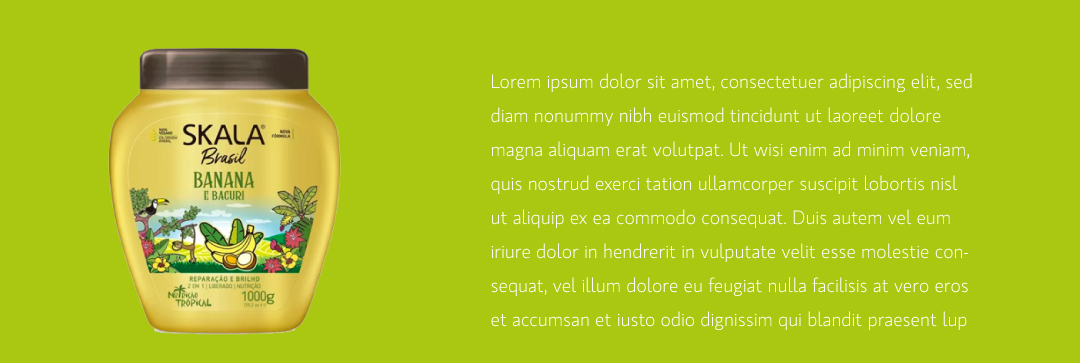 SKALA®
Brasil
BANANA
E BACURI
NOVA
FÓRMULA
REPARAÇÃO E BRILHO
2 EM 1 | LIBERADO | NUTRIÇÃO
NUTRIÇÃO
TROPICAL
1000g
Lorem ipsum dolor sit amet, consectetuer adipiscing elit, sed
diam nonummy nibh euismod tincidunt ut laoreet dolore
magna aliquam erat volutpat. Ut wisi enim ad minim veniam,
quis nostrud exerci tation ullamcorper suscipit lobortis nisl
ut aliquip ex ea commodo consequat. Duis autem vel eum
iriure dolor in hendrerit in vulputate velit esse molestie con-
sequat, vel illum dolore eu feugiat nulla facilisis at vero eros
et accumsan et iusto odio dignissim qui blandit praesent lup